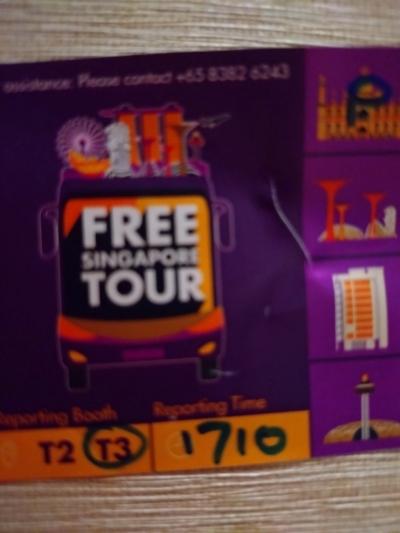 assistance: Please contact +65 8382 6243
FREE
SINGAPORE
TOUR
Reporting Booth Reporting Time
T2 T3 1710